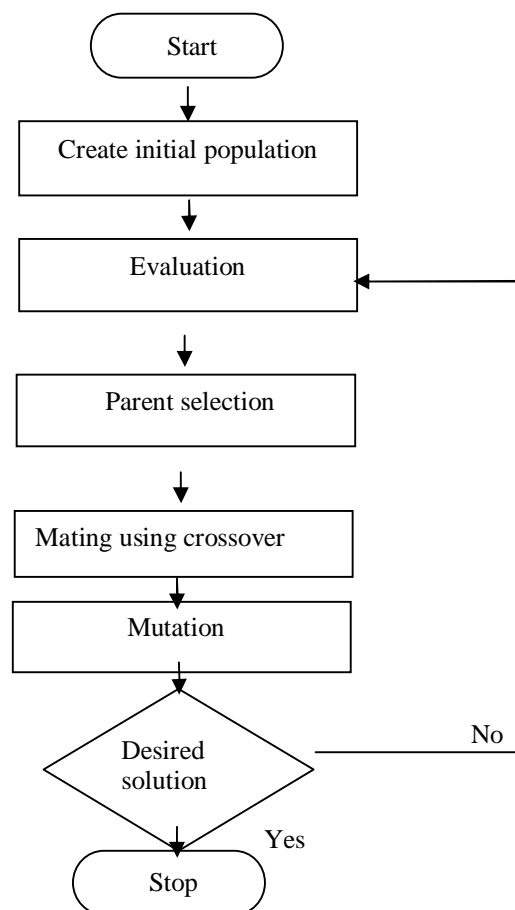 Start
Create initial population
Evaluation
Parent selection
Mating using crossover
Mutation
Desired
solution
No
Yes
Stop